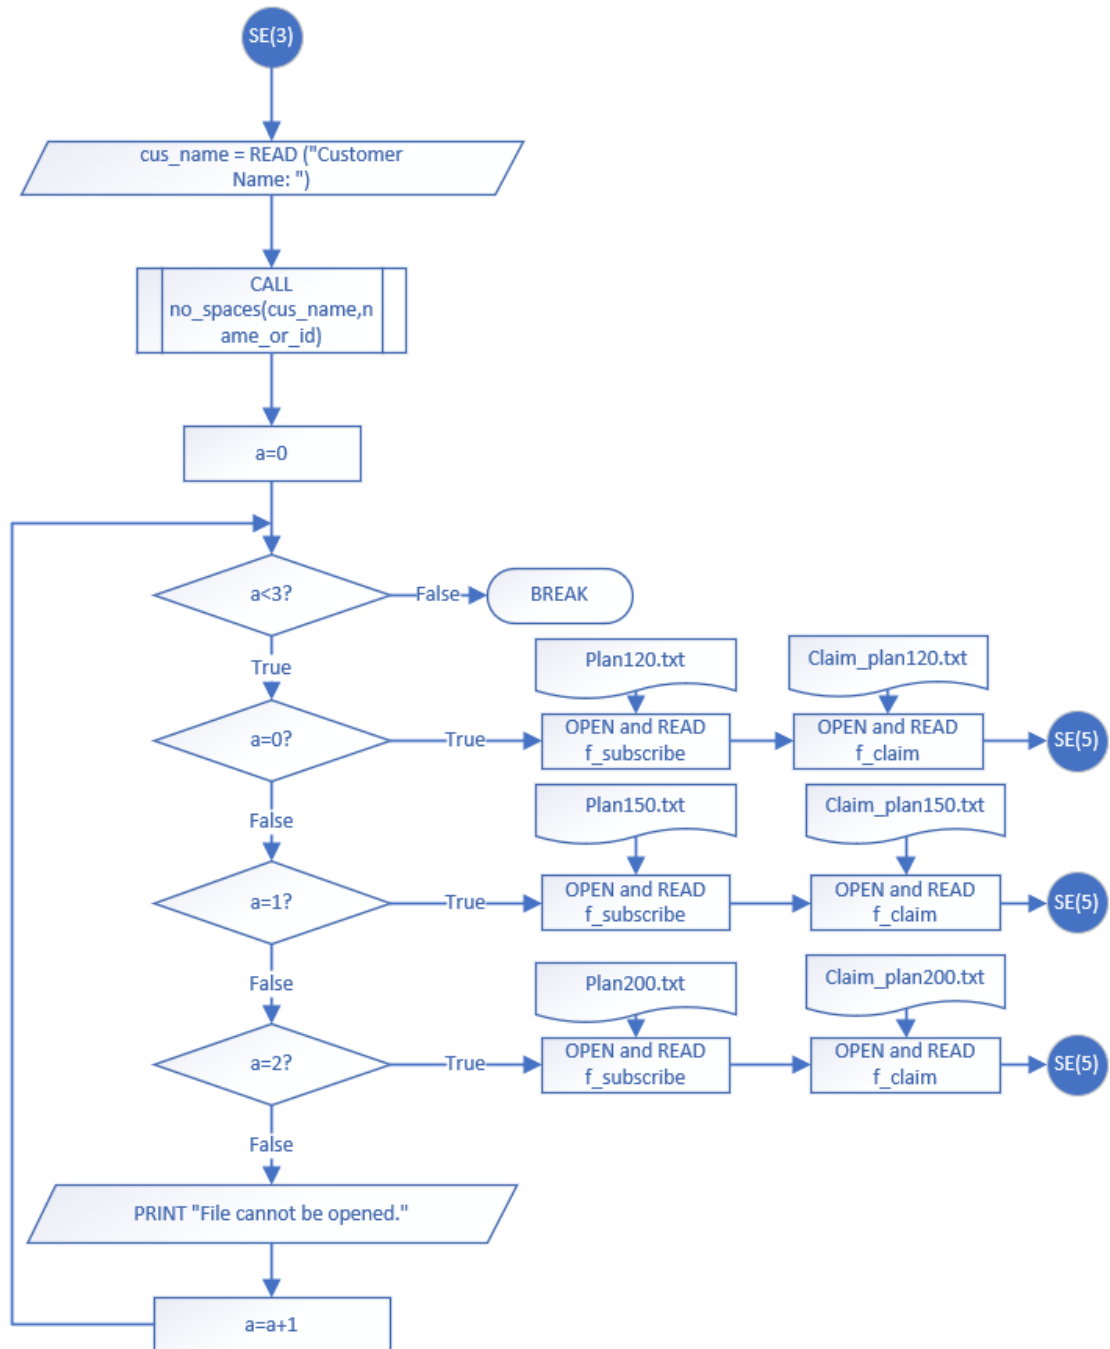 SE(3)
cus_name = READ ("Customer
Name: ")
CALL
no_spaces(cus_name,n
ame_or_id)
a=0
a<3?
False
BREAK
True
Plan120.txt
Claim_plan120.txt
a=0?
True
OPEN and READ
f_subscribe
OPEN and READ
f_claim
SE(5)
False
Plan150.txt
Claim_plan150.txt
a=1?
True
OPEN and READ
f_subscribe
OPEN and READ
f_claim
SE(5)
False
Plan200.txt
Claim_plan200.txt
a=2?
True
OPEN and READ
f_subscribe
OPEN and READ
f_claim
SE(5)
False
PRINT "File cannot be opened."
a=a+1